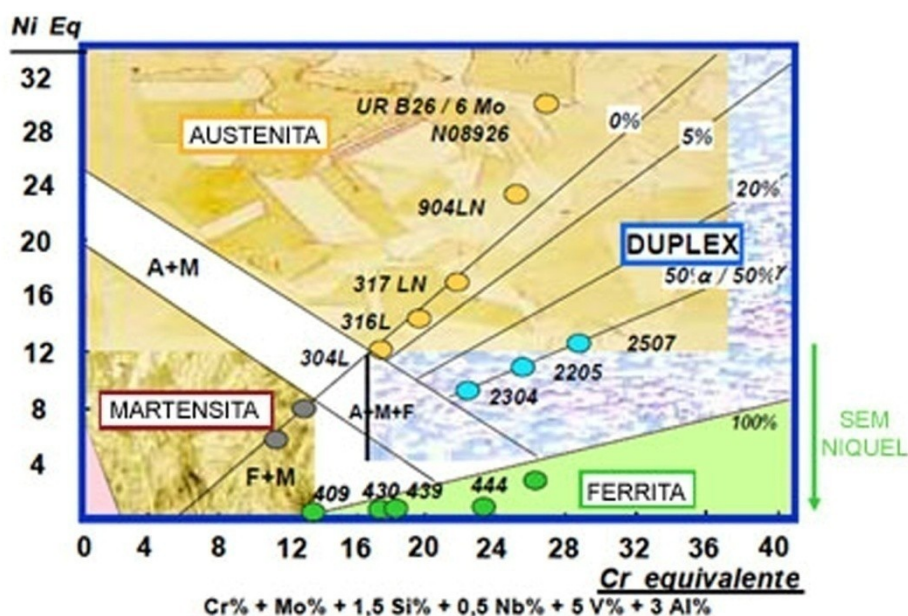 Ni Eq
32
28
24
20
16
12
8
4
UR B26 / 6 Mo
N08926
AUSTENITA
0%
5%
20%
904LN
DUPLEX
A+M
317 LN
50%α / 50%γ
316L
304L
2507
2205
2304
MARTENSITA
A+M+F
100%
SEM
NIQUEL
F+M
409
430
439
444
FERRITA
0 4 8 12 16 20 24 28 32 36 40
Cr equivalente
Cr% + Mo% + 1,5 Si% + 0,5 Nb% + 5 V% + 3 Al%